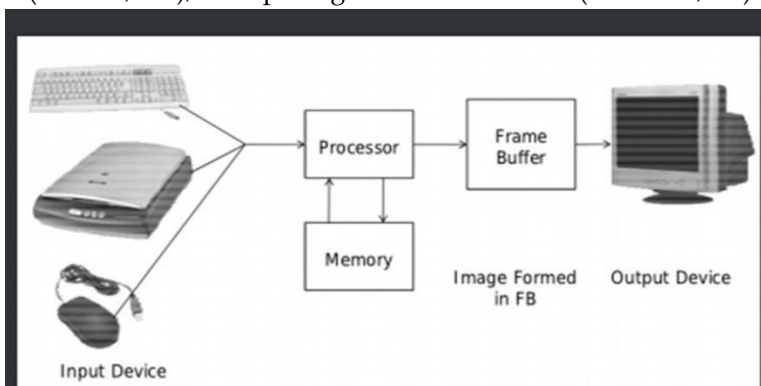 Processor
Frame
Buffer
Memory
Image Formed
in FB
Output Device
Input Device